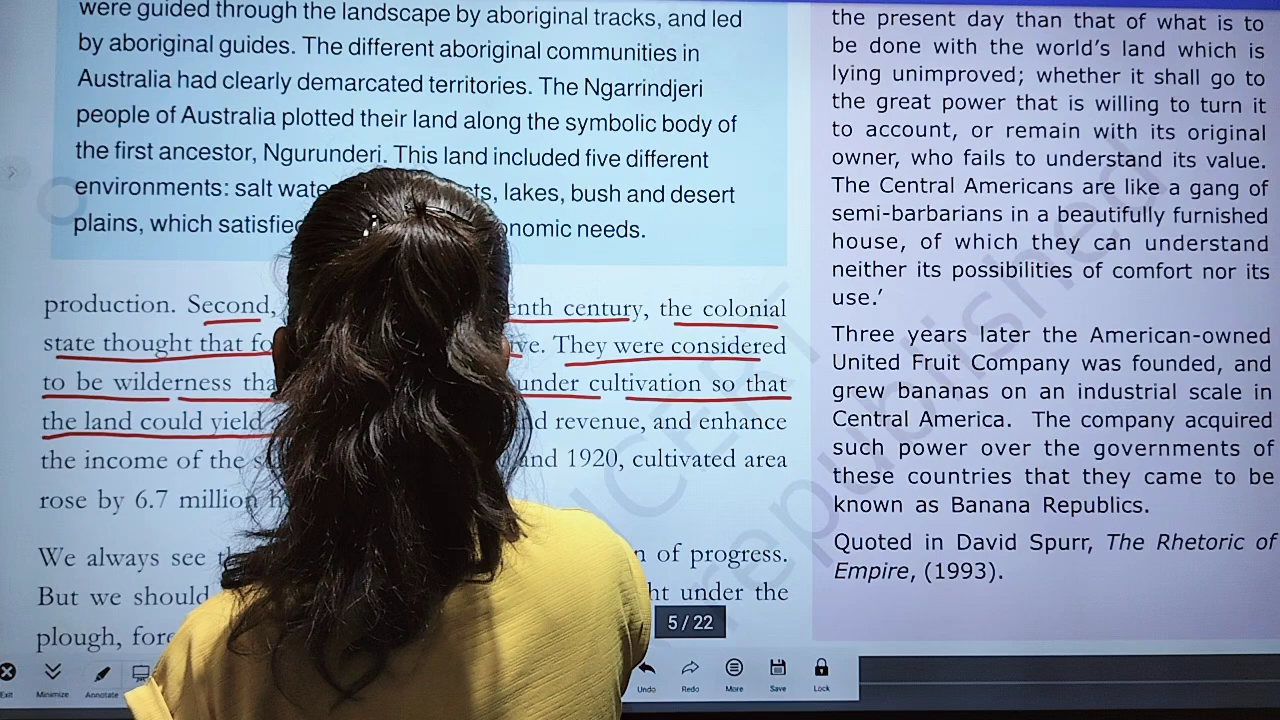 were guided through the landscape by aboriginal tracks, and led
by aboriginal guides. The different aboriginal communities in
Australia had clearly demarcated territories. The Ngarrindjeri
people of Australia plotted their land along the symbolic body of
the first ancestor, Ngurunderi. This land included five different
environments: salt lakes, bush and desert
plains, which needs.
production. Second, century, the colonial
state thought that They were considered
to be wilderness under cultivation so that
the land could yield revenue, and enhance
the income of the and 1920, cultivated area
rose by 6.7 million
We always see of progress.
But we should under the
plough,
the present day than that of what is to
be done with the world's land which is
lying unimproved; whether it shall go to
the great power that is willing to turn it
to account, or remain with its original
owner, who fails to understand its value.
The Central Americans are like a gang of
semi-barbarians in a beautifully furnished
house, of which they can understand
neither its possibilities of comfort nor its
use.'
Three years later the American-owned
United Fruit Company was founded, and
grew bananas on an industrial scale in
Central America. The company acquired
such power over the governments of
these countries that they came to be
known as Banana Republics.
Quoted in David Spurr, The Rhetoric of
Empire, (1993).
republished
5 / 22
Exit Minimize Annotate Undo Redo More Save Lock